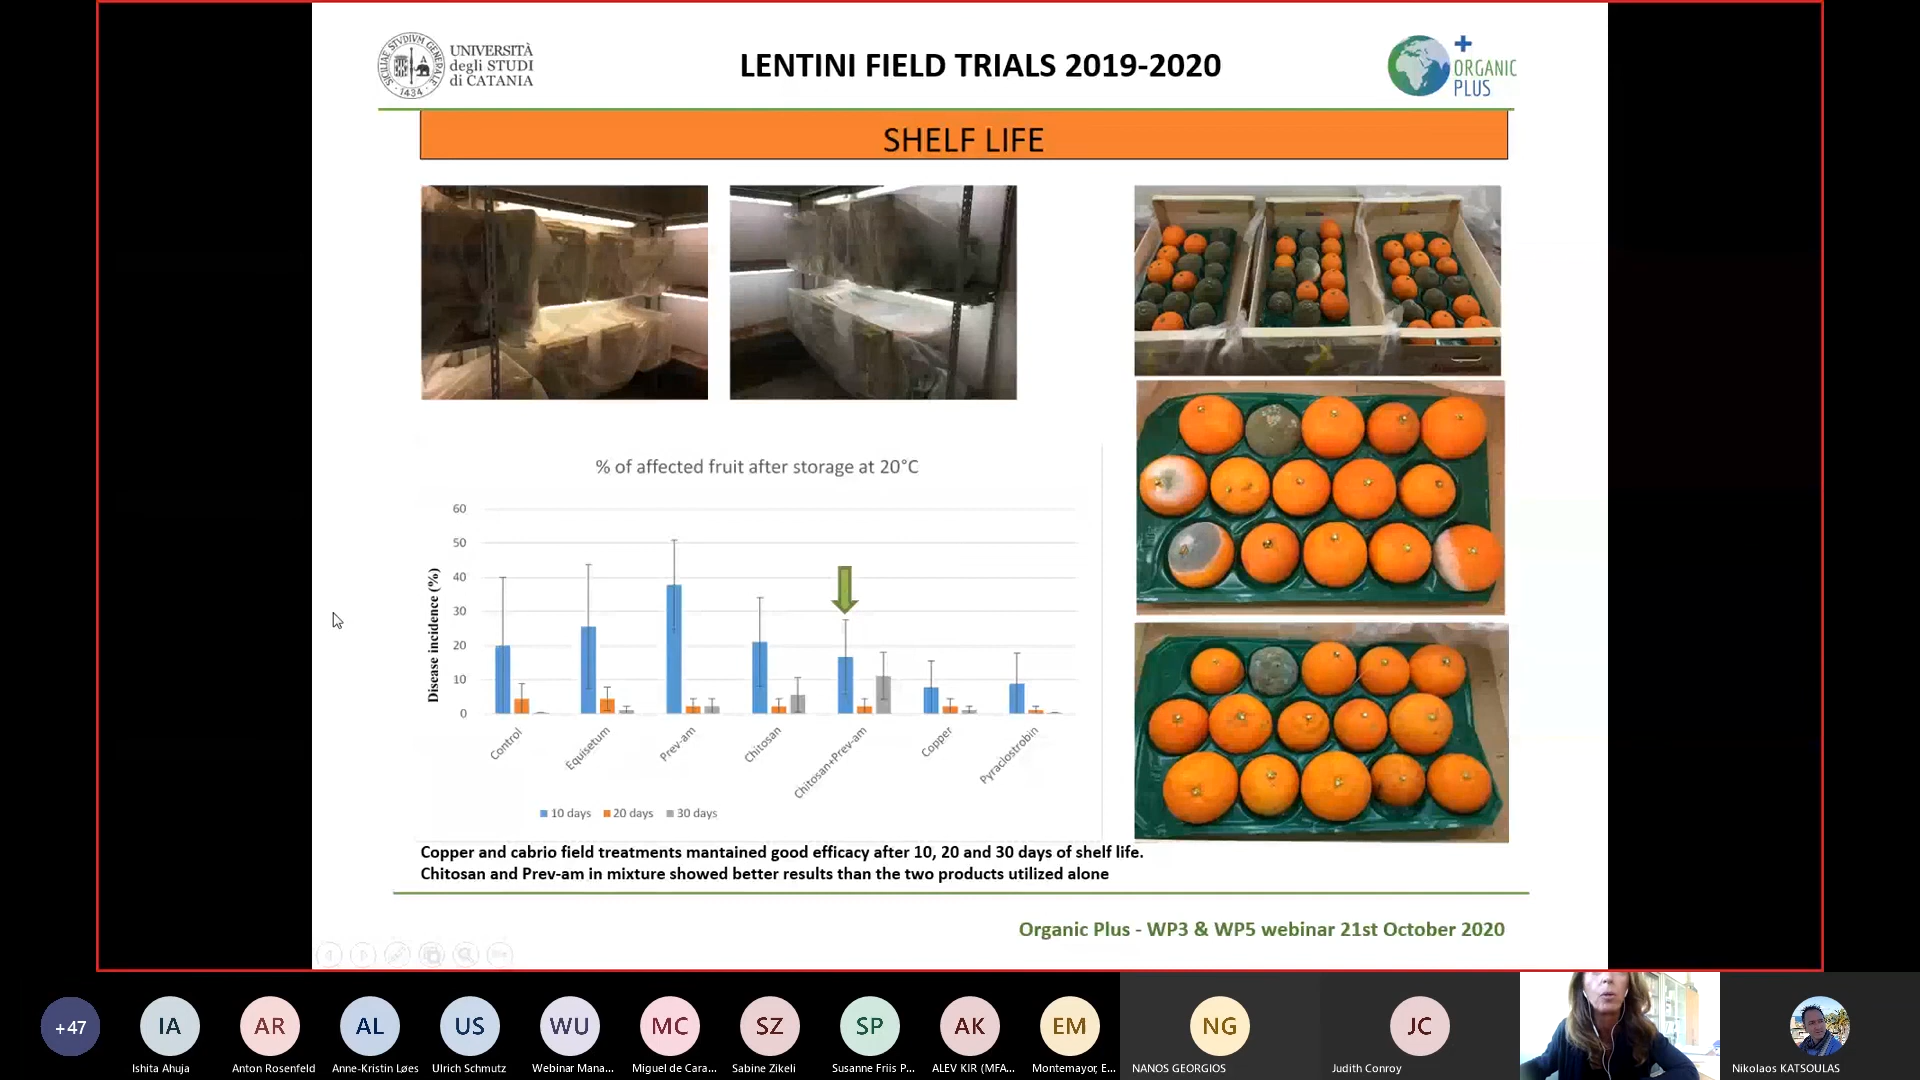 UNIVERSITÀ
degli STUDI
di CATANIA
1434
LENTINI FIELD TRIALS 2019-2020
ORGANIC
PLUS
SHELF LIFE
% of affected fruit after storage at 20°C
Disease incidence (%)
60
50
40
30
20
10
0
Control
Equisetum
Prev-am
Chitosan
Chitosan+Prev-am
Copper
Pyraclostrobin
10 days 20 days 30 days
Copper and cabrio field treatments mantained good efficacy after 10, 20 and 30 days of shelf life.
Chitosan and Prev-am in mixture showed better results than the two products utilized alone
Organic Plus - WP3 & WP5 webinar 21st October 2020
+47
IA
AR
AL
US
WU
MC
SZ
SP
AK
EM
NG
JC
Ishita Ahuja
Anton Rosenfeld
Anne-Kristin Løes
Ulrich Schmutz
Webinar Mana...
Miguel de Cara...
Sabine Zikeli
Susanne Friis P...
ALEV KIR (MFA...
Montemayor, E...
NANOS GEORGIOS
Judith Conroy
Nikolaos KATSOULAS